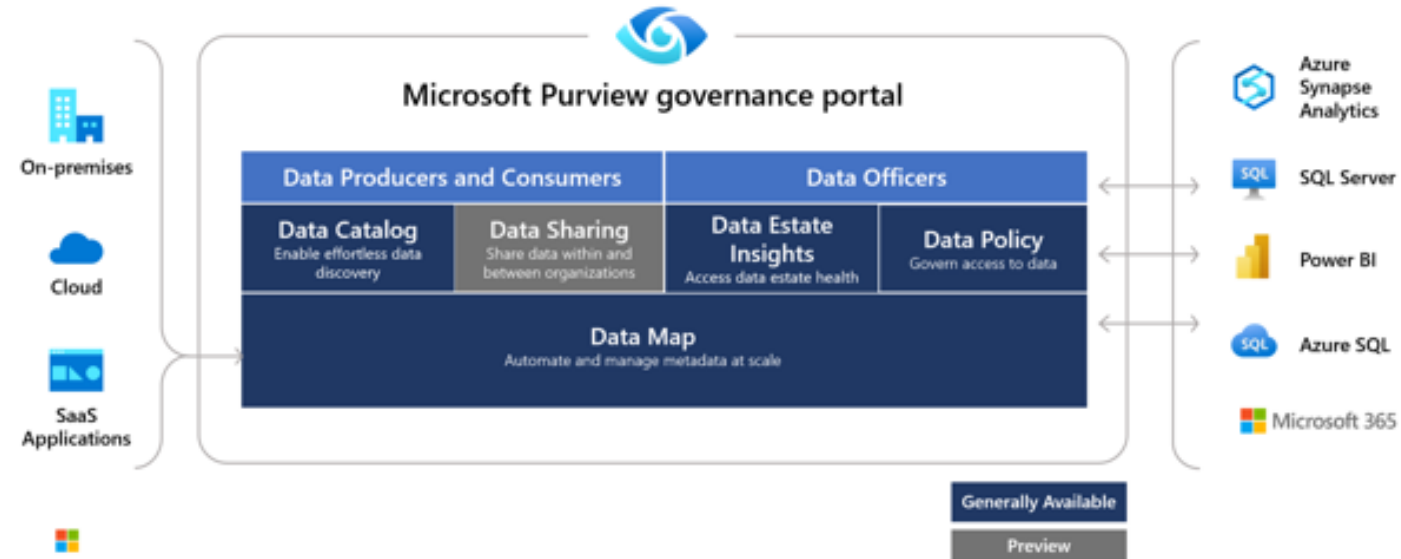 Microsoft Purview governance portal
On-premises
Cloud
SaaS
Applications
Data Producers and Consumers
Data Officers
Data Catalog
Enable effortless data
discovery
Data Sharing
Share data within and
between organizations
Data Estate
Insights
Access data estate health
Data Policy
Govern access to data
Data Map
Automate and manage metadata at scale
Azure
Synapse
Analytics
SQL
SQL Server
Power BI
SQL
Azure SQL
Microsoft 365
Generally Available
Preview